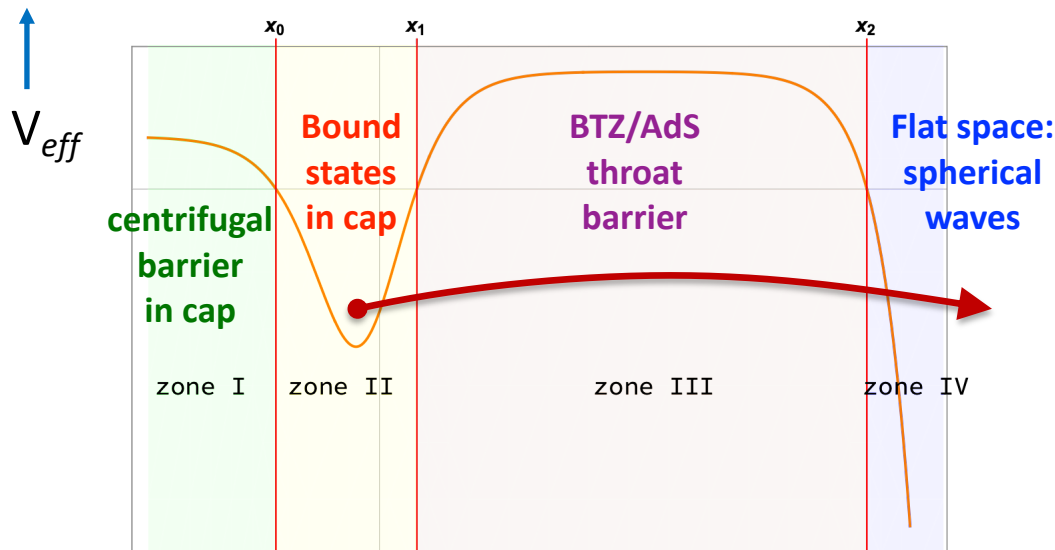 x₀
x₁
x₂
V_eff
Bound
states
in cap
BTZ/AdS
throat
barrier
Flat space:
spherical
waves
centrifugal
barrier
in cap
zone I
zone II
zone III
zone IV